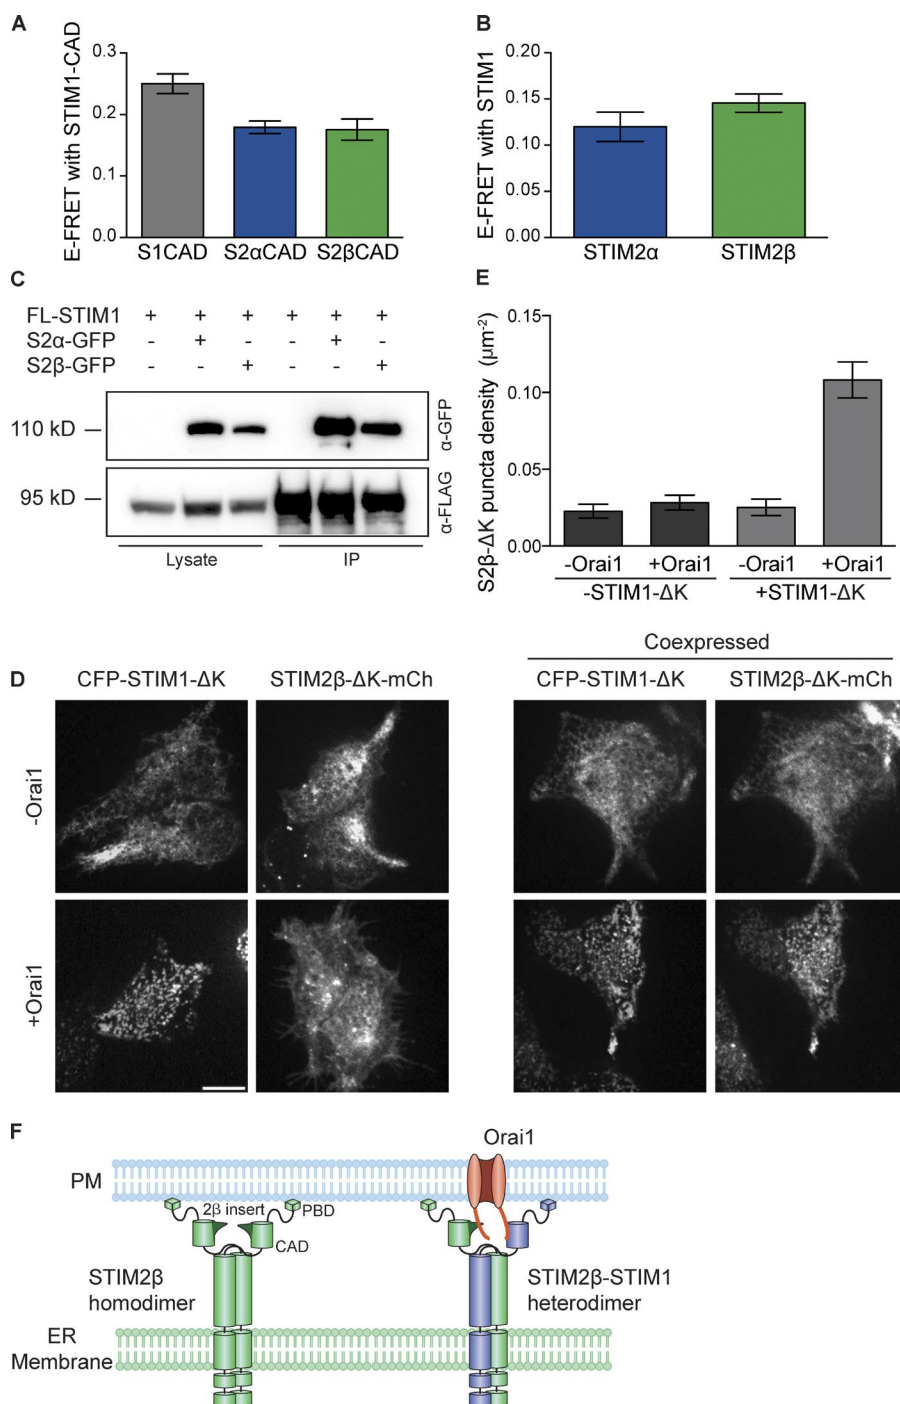 A
E-FRET with STIM1-CAD
0.3
0.2
0.1
0.0
S1CAD S2αCAD S2βCAD
B
E-FRET with STIM1
0.20
0.15
0.10
0.05
0.00
STIM2α STIM2β
C
FL-STIM1 + + + + + +
S2α-GFP - + - - + -
S2β-GFP - - + - - +
110 kD
α-GFP
95 kD
α-FLAG
Lysate IP
E
S2β-ΔK puncta density (μm-2)
0.15
0.10
0.05
0.00
-Orai1 +Orai1 -Orai1 +Orai1
-STIM1-ΔK +STIM1-ΔK
D
Coexpressed
CFP-STIM1-ΔK STIM2β-ΔK-mCh CFP-STIM1-ΔK STIM2β-ΔK-mCh
-Orai1
+Orai1
F
Orai1
PM
2β insert PBD
CAD
STIM2β
homodimer
STIM2β-STIM1
heterodimer
ER
Membrane